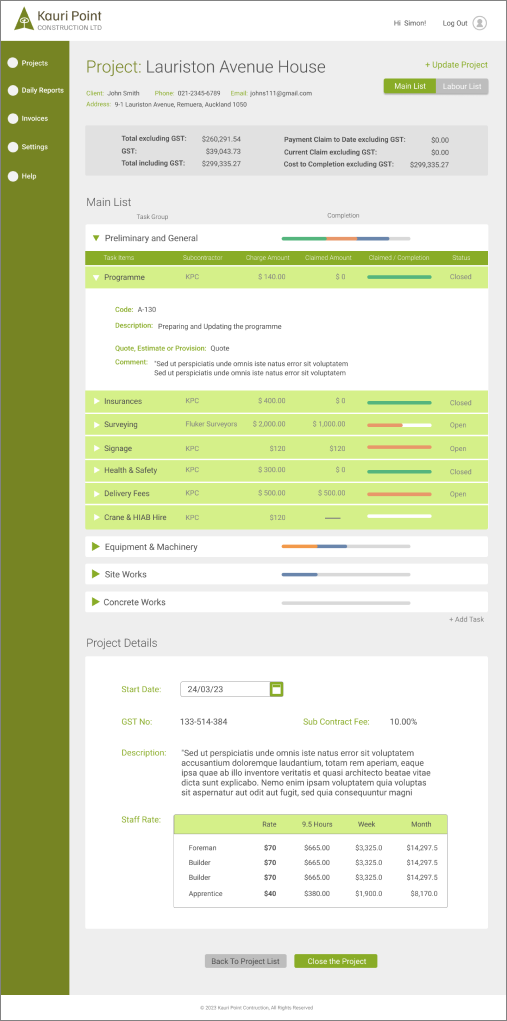 Kauri Point
CONSTRUCTION LTD
Hi Simon!
Log Out
Projects
Daily Reports
Invoices
Settings
Help
Project: Lauriston Avenue House
+ Update Project
Client: John Smith Phone: 021-2345-6789 Email: johns111@gmail.com
Address: 9-1 Lauriston Avenue, Remuera, Auckland 1050
Main List Labour List
Total excluding GST: $260,291.54 Payment Claim to Date excluding GST: $0.00
GST: $39,043.73 Current Claim excluding GST: $0.00
Total including GST: $299,335.27 Cost to Completion excluding GST: $299,335.27
Main List
Task Group Completion
Preliminary and General
Task Items Subcontractor Charge Amount Claimed Amount Claimed / Completion Status
Programme KPC $ 140.00 $ 0 Closed
Code: A-130
Description: Preparing and Updating the programme
Quote, Estimate or Provision: Quote
Comment: "Sed ut perspiciatis unde omnis iste natus error sit voluptatem
Sed ut perspiciatis unde omnis iste natus error sit voluptatem
Insurances KPC $ 400.00 $ 0 Closed
Surveying Fluker Surveyors $ 2,000.00 $ 1,000.00 Open
Signage KPC $120 $120 Open
Health & Safety KPC $ 300.00 $ 0 Closed
Delivery Fees KPC $ 500.00 $ 500.00 Open
Crane & HIAB Hire KPC $120
Equipment & Machinery
Site Works
Concrete Works
+ Add Task
Project Details
Start Date: 24/03/23
GST No: 133-514-384 Sub Contract Fee: 10.00%
Description: "Sed ut perspiciatis unde omnis iste natus error sit voluptatem
accusantium doloremque laudantium, totam rem aperiam, eaque
ipsa quae ab illo inventore veritatis et quasi architecto beatae vitae
dicta sunt explicabo. Nemo enim ipsam voluptatem quia voluptas
sit aspernatur aut odit aut fugit, sed quia consequuntur magni
Staff Rate:
Rate 9.5 Hours Week Month
Foreman $70 $665.00 $3,325.0 $14,297.5
Builder $70 $665.00 $3,325.0 $14,297.5
Builder $70 $665.00 $3,325.0 $14,297.5
Apprentice $40 $380.00 $1,900.0 $8,170.0
Back To Project List Close the Project
© 2023 Kauri Point Contruction, All Rights Reserved